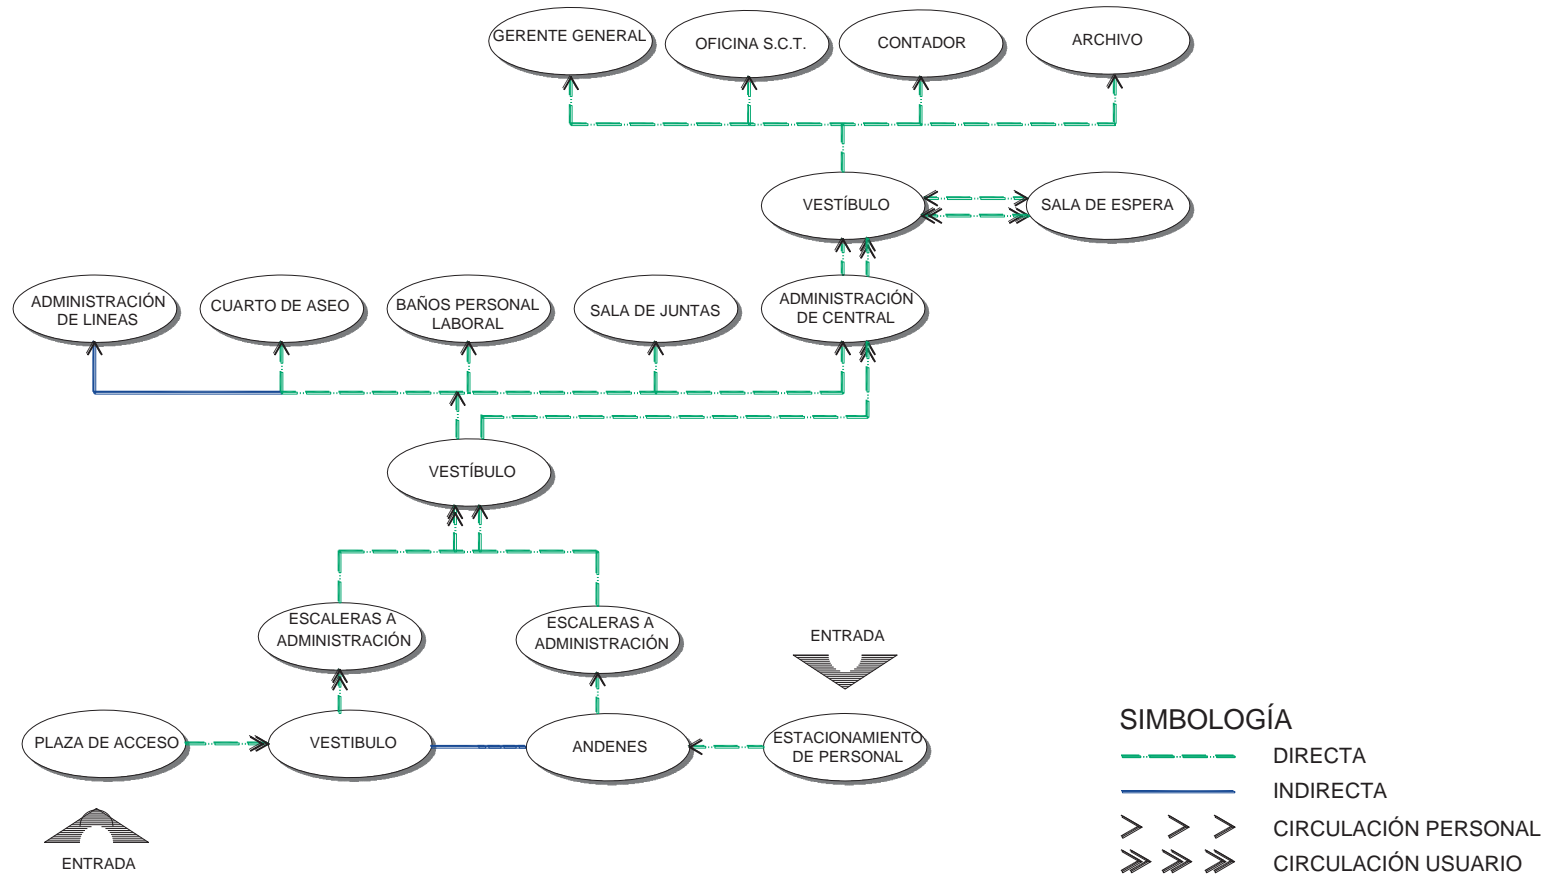 GERENTE GENERAL
OFICINA S.C.T.
CONTADOR
ARCHIVO
VESTÍBULO
SALA DE ESPERA
ADMINISTRACIÓN
DE LINEAS
CUARTO DE ASEO
BAÑOS PERSONAL
LABORAL
SALA DE JUNTAS
ADMINISTRACIÓN
DE CENTRAL
VESTÍBULO
ESCALERAS A
ADMINISTRACIÓN
ESCALERAS A
ADMINISTRACIÓN
ENTRADA
PLAZA DE ACCESO
VESTIBULO
ANDENES
ESTACIONAMIENTO
DE PERSONAL
ENTRADA
SIMBOLOGÍA
DIRECTA
INDIRECTA
CIRCULACIÓN PERSONAL
CIRCULACIÓN USUARIO